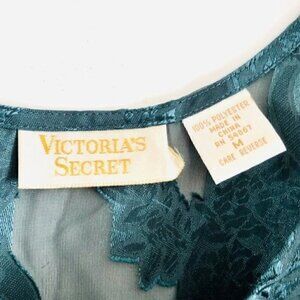 VICTORIA'S
SECRET
100% POLYESTER
MADE IN
CHINA
RN 54867
M
CARE REVERSE